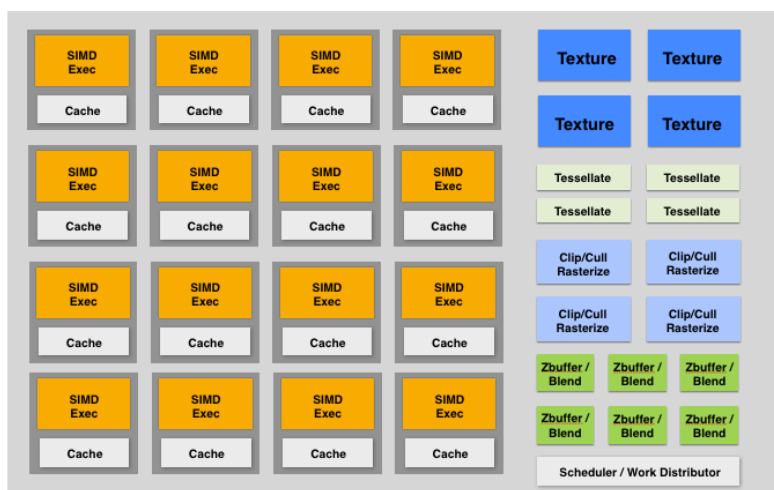 SIMD
Exec
Cache
SIMD
Exec
Cache
SIMD
Exec
Cache
SIMD
Exec
Cache
SIMD
Exec
Cache
SIMD
Exec
Cache
SIMD
Exec
Cache
SIMD
Exec
Cache
SIMD
Exec
Cache
SIMD
Exec
Cache
SIMD
Exec
Cache
SIMD
Exec
Cache
SIMD
Exec
Cache
SIMD
Exec
Cache
SIMD
Exec
Cache
SIMD
Exec
Cache
Texture
Texture
Texture
Texture
Tessellate
Tessellate
Tessellate
Tessellate
Clip/Cull
Rasterize
Clip/Cull
Rasterize
Clip/Cull
Rasterize
Clip/Cull
Rasterize
Zbuffer /
Blend
Zbuffer /
Blend
Zbuffer /
Blend
Zbuffer /
Blend
Zbuffer /
Blend
Zbuffer /
Blend
Scheduler / Work Distributor